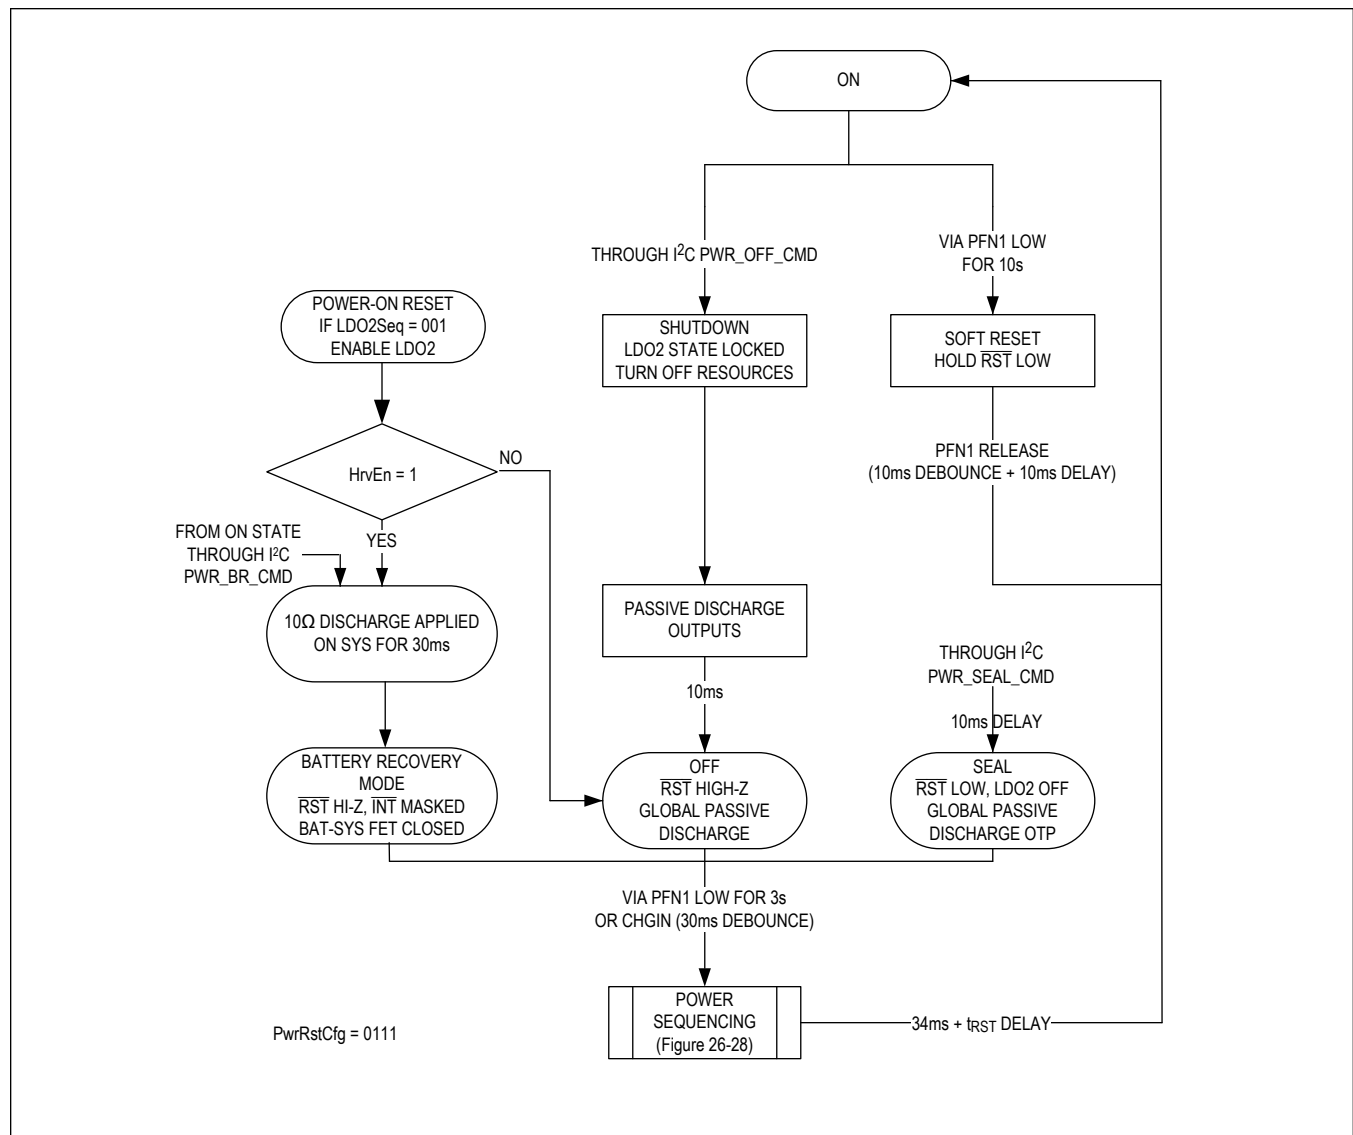 ON
THROUGH I²C PWR_OFF_CMD
VIA PFN1 LOW
FOR 10s
POWER-ON RESET
IF LDO2Seq = 001
ENABLE LDO2
SHUTDOWN
LDO2 STATE LOCKED
TURN OFF RESOURCES
SOFT RESET
HOLD R̅S̅T̅ LOW
HrvEn = 1
NO
YES
PFN1 RELEASE
(10ms DEBOUNCE + 10ms DELAY)
FROM ON STATE
THROUGH I²C
PWR_BR_CMD
10Ω DISCHARGE APPLIED
ON SYS FOR 30ms
PASSIVE DISCHARGE
OUTPUTS
10ms
THROUGH I²C
PWR_SEAL_CMD
10ms DELAY
BATTERY RECOVERY
MODE
R̅S̅T̅ HI-Z, I̅N̅T̅ MASKED
BAT-SYS FET CLOSED
OFF
R̅S̅T̅ HIGH-Z
GLOBAL PASSIVE
DISCHARGE
SEAL
R̅S̅T̅ LOW, LDO2 OFF
GLOBAL PASSIVE
DISCHARGE OTP
VIA PFN1 LOW FOR 3s
OR CHGIN (30ms DEBOUNCE)
POWER
SEQUENCING
(Figure 26-28)
34ms + tRST DELAY
PwrRstCfg = 0111